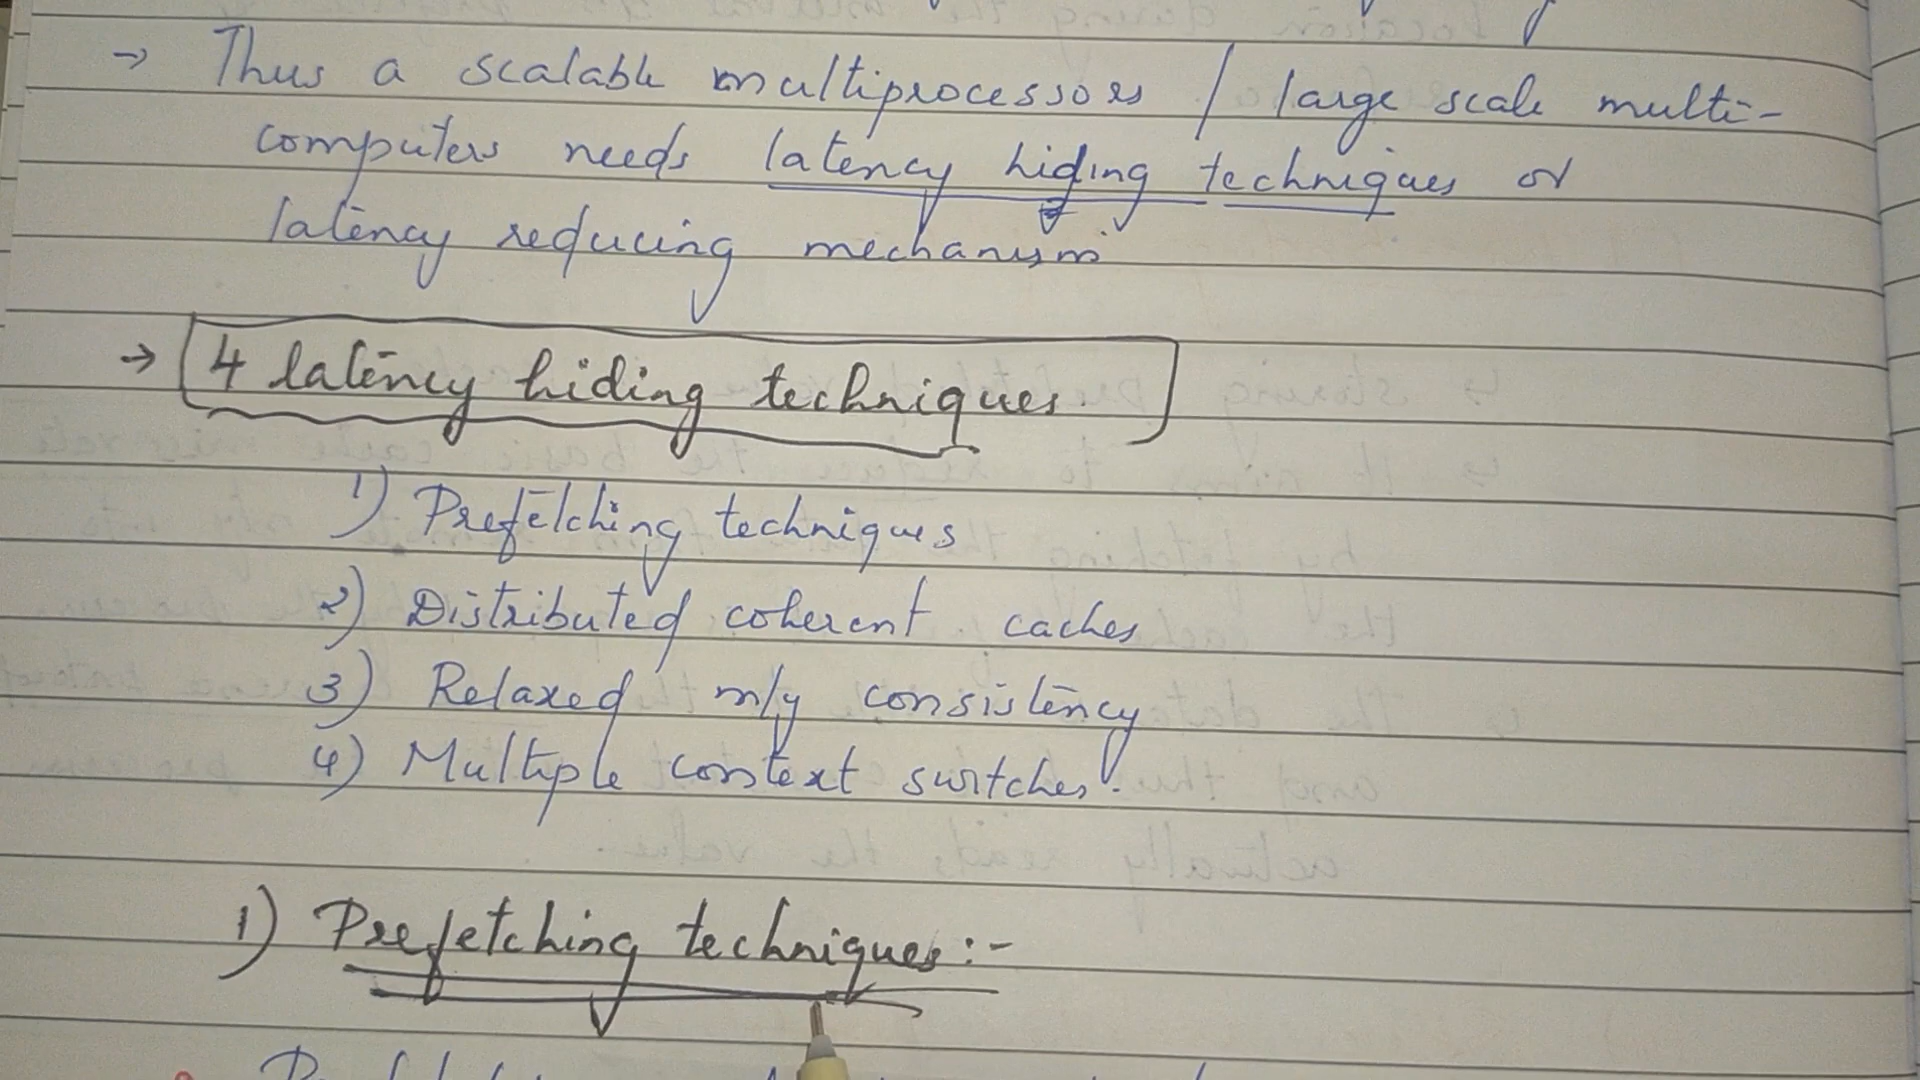 → Thus a scalable multiprocessors / large scale multi-
computers needs latency hiding techniques or
latency reducing mechanism
→ 4 latency hiding techniques.
1) Prefetching techniques
2) Distributed coherent caches
3) Relaxed m/y consistency
4) Multiple context switches.
1) Prefetching techniques:-